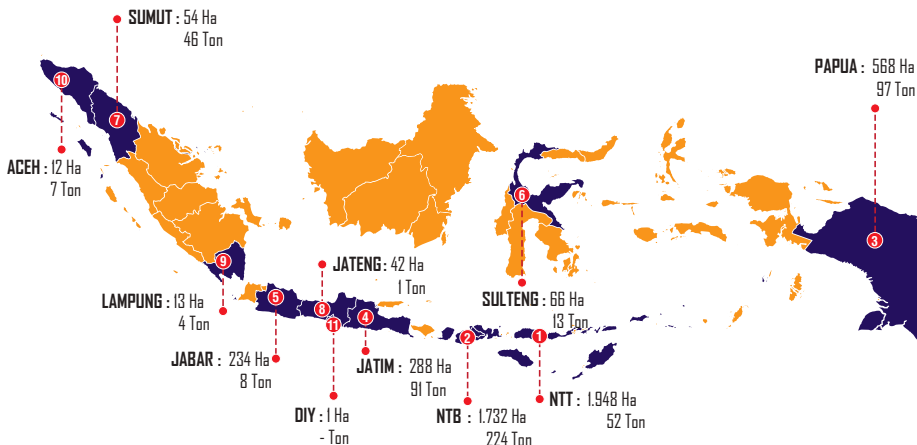 SUMUT : 54 Ha
46 Ton
PAPUA : 568 Ha
97 Ton
10
7
ACEH : 12 Ha
7 Ton
6
3
9
JATENG : 42 Ha
1 Ton
SULTENG : 66 Ha
13 Ton
LAMPUNG : 13 Ha
4 Ton
5
8
11
4
2
1
JABAR : 234 Ha
8 Ton
JATIM : 288 Ha
91 Ton
DIY : 1 Ha
- Ton
NTB : 1.732 Ha
224 Ton
NTT : 1.948 Ha
52 Ton